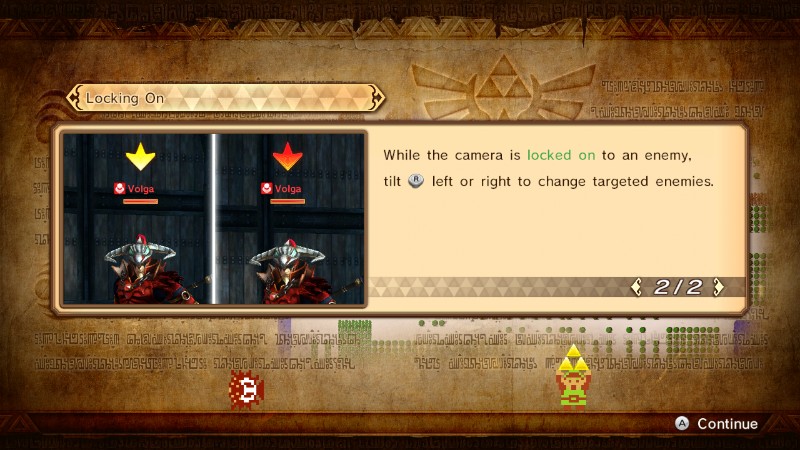 Locking On
Volga
Volga
While the camera is locked on to an enemy,
tilt R left or right to change targeted enemies.
2/2
A Continue